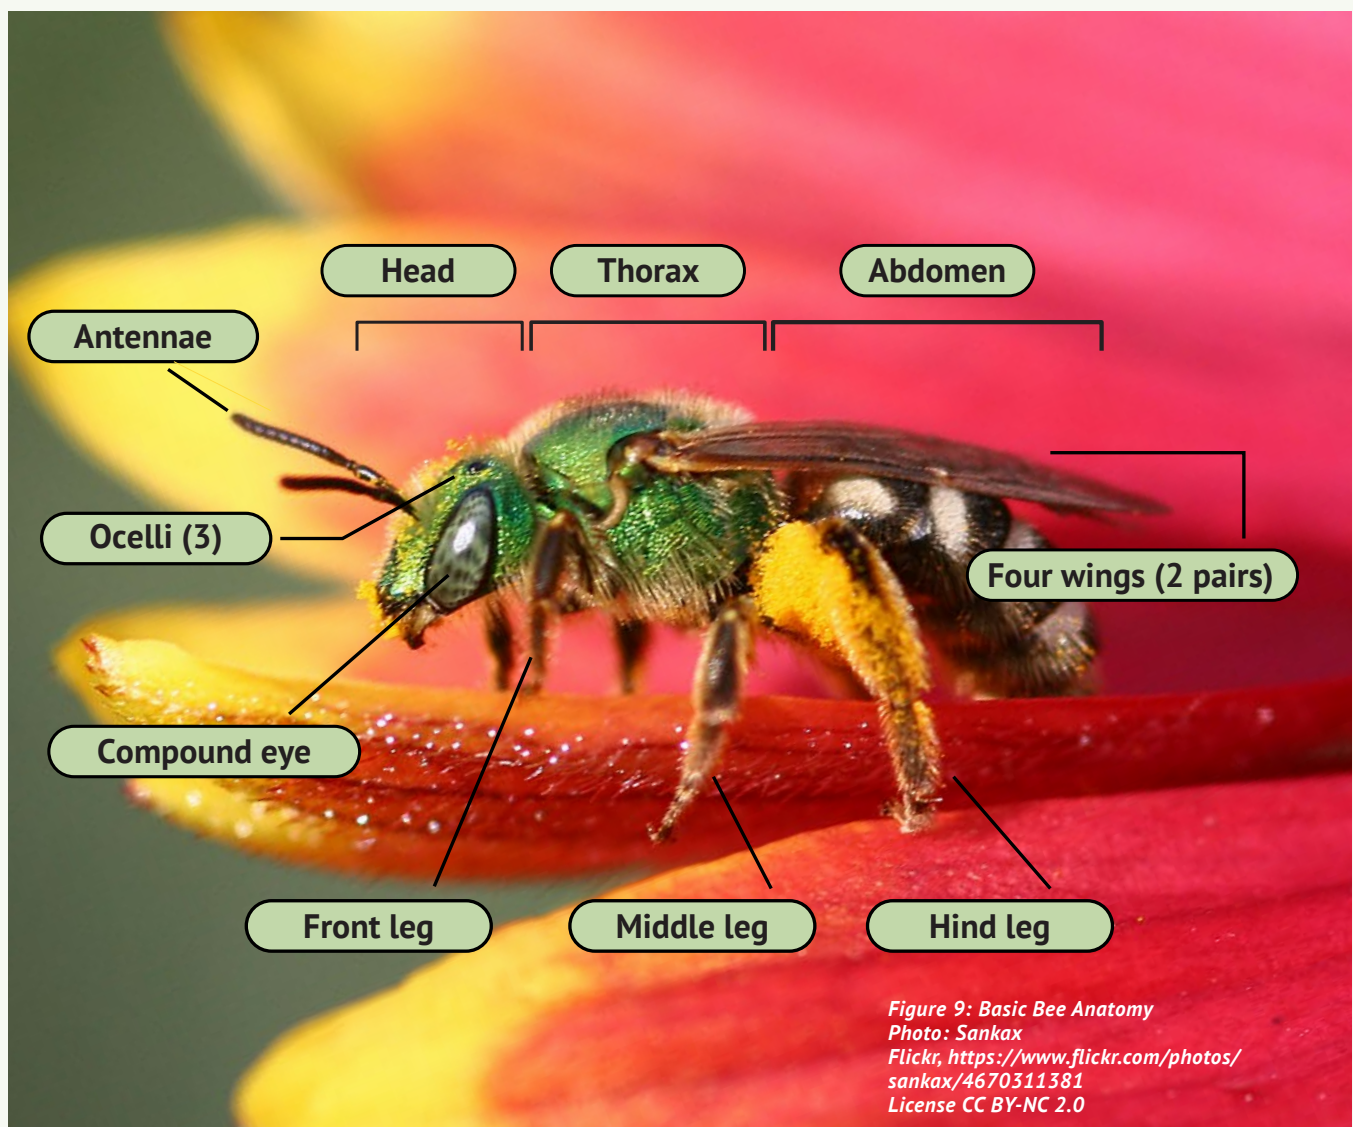 Head
Thorax
Abdomen
Antennae
Ocelli (3)
Four wings (2 pairs)
Compound eye
Front leg
Middle leg
Hind leg
Figure 9: Basic Bee Anatomy
Photo: Sankax
Flickr, https://www.flickr.com/photos/
sankax/4670311381
License CC BY-NC 2.0